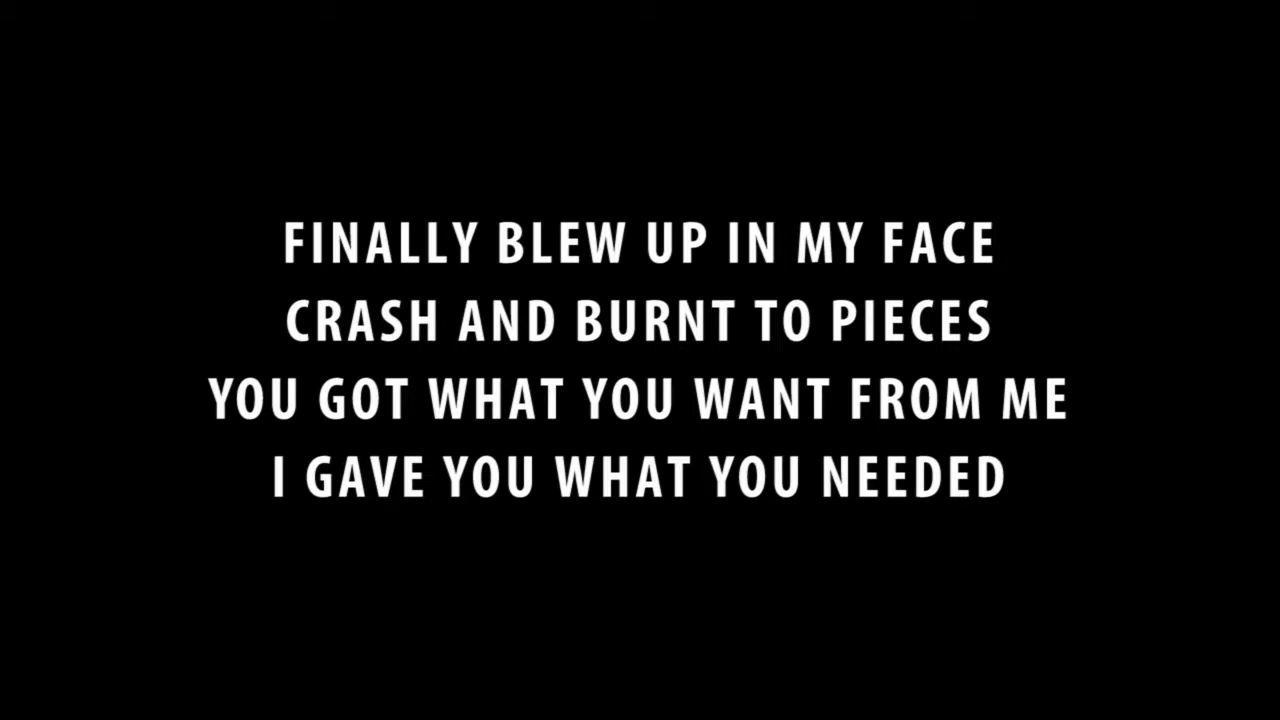 FINALLY BLEW UP IN MY FACE
CRASH AND BURNT TO PIECES
YOU GOT WHAT YOU WANT FROM ME
I GAVE YOU WHAT YOU NEEDED